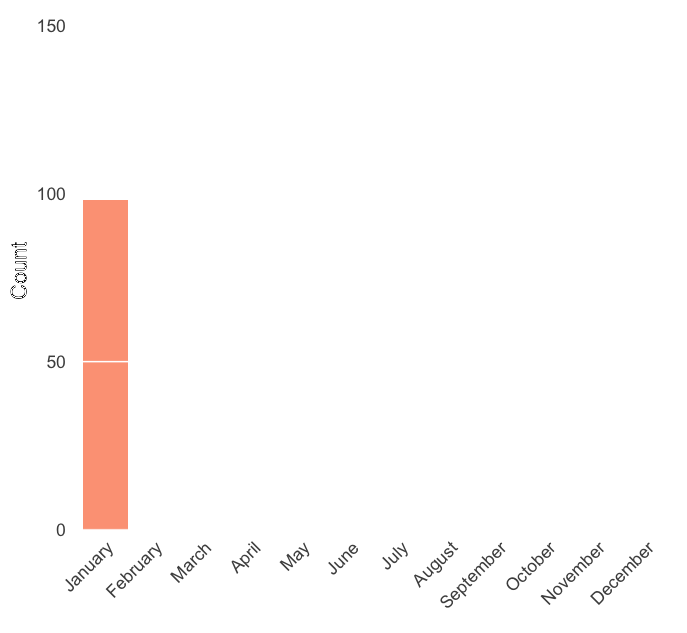 150
100
50
0
Count
January
February
March
April
May
June
July
August
September
October
November
December